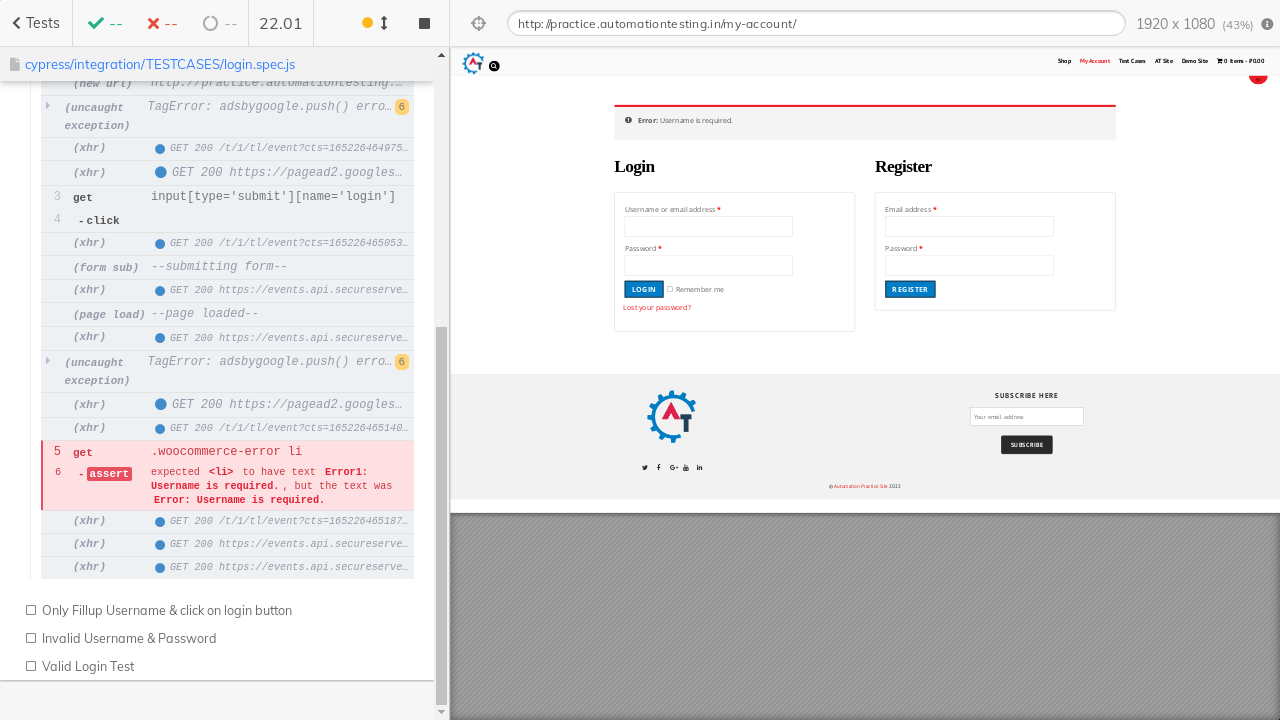 Tests
--
--
--
22.01
http://practice.automationtesting.in/my-account/
1920 x 1080 (43%)
cypress/integration/TESTCASES/login.spec.js
(new url) http://practice.automationtesting.…
(uncaught exception) TagError: adsbygoogle.push() erro… 6
(xhr) GET 200 /t/1/tl/event?cts=165226464975…
(xhr) GET 200 https://pagead2.googles…
3 get input[type='submit'][name='login']
4 -click
(xhr) GET 200 /t/1/tl/event?cts=165226465053…
(form sub) --submitting form--
(xhr) GET 200 https://events.api.secureserve…
(page load) --page loaded--
(xhr) GET 200 https://events.api.secureserve…
(uncaught exception) TagError: adsbygoogle.push() erro… 6
(xhr) GET 200 https://pagead2.googles…
(xhr) GET 200 /t/1/tl/event?cts=165226465140…
5 get .woocommerce-error li
6 -assert expected <li> to have text Error1:
Username is required. , but the text was
Error: Username is required.
(xhr) GET 200 /t/1/tl/event?cts=165226465187…
(xhr) GET 200 https://events.api.secureserve…
(xhr) GET 200 https://events.api.secureserve…
Only Fillup Username & click on login button
Invalid Username & Password
Valid Login Test
Shop
My Account
Test Cases
AT Site
Demo Site
0 Items - ₹0.00
Error: Username is required.
Login
Username or email address *
Password *
LOGIN
Remember me
Lost your password?
Register
Email address *
Password *
REGISTER
AT
SUBSCRIBE HERE
Your email address
SUBSCRIBE
© Automation Practice Site 2022